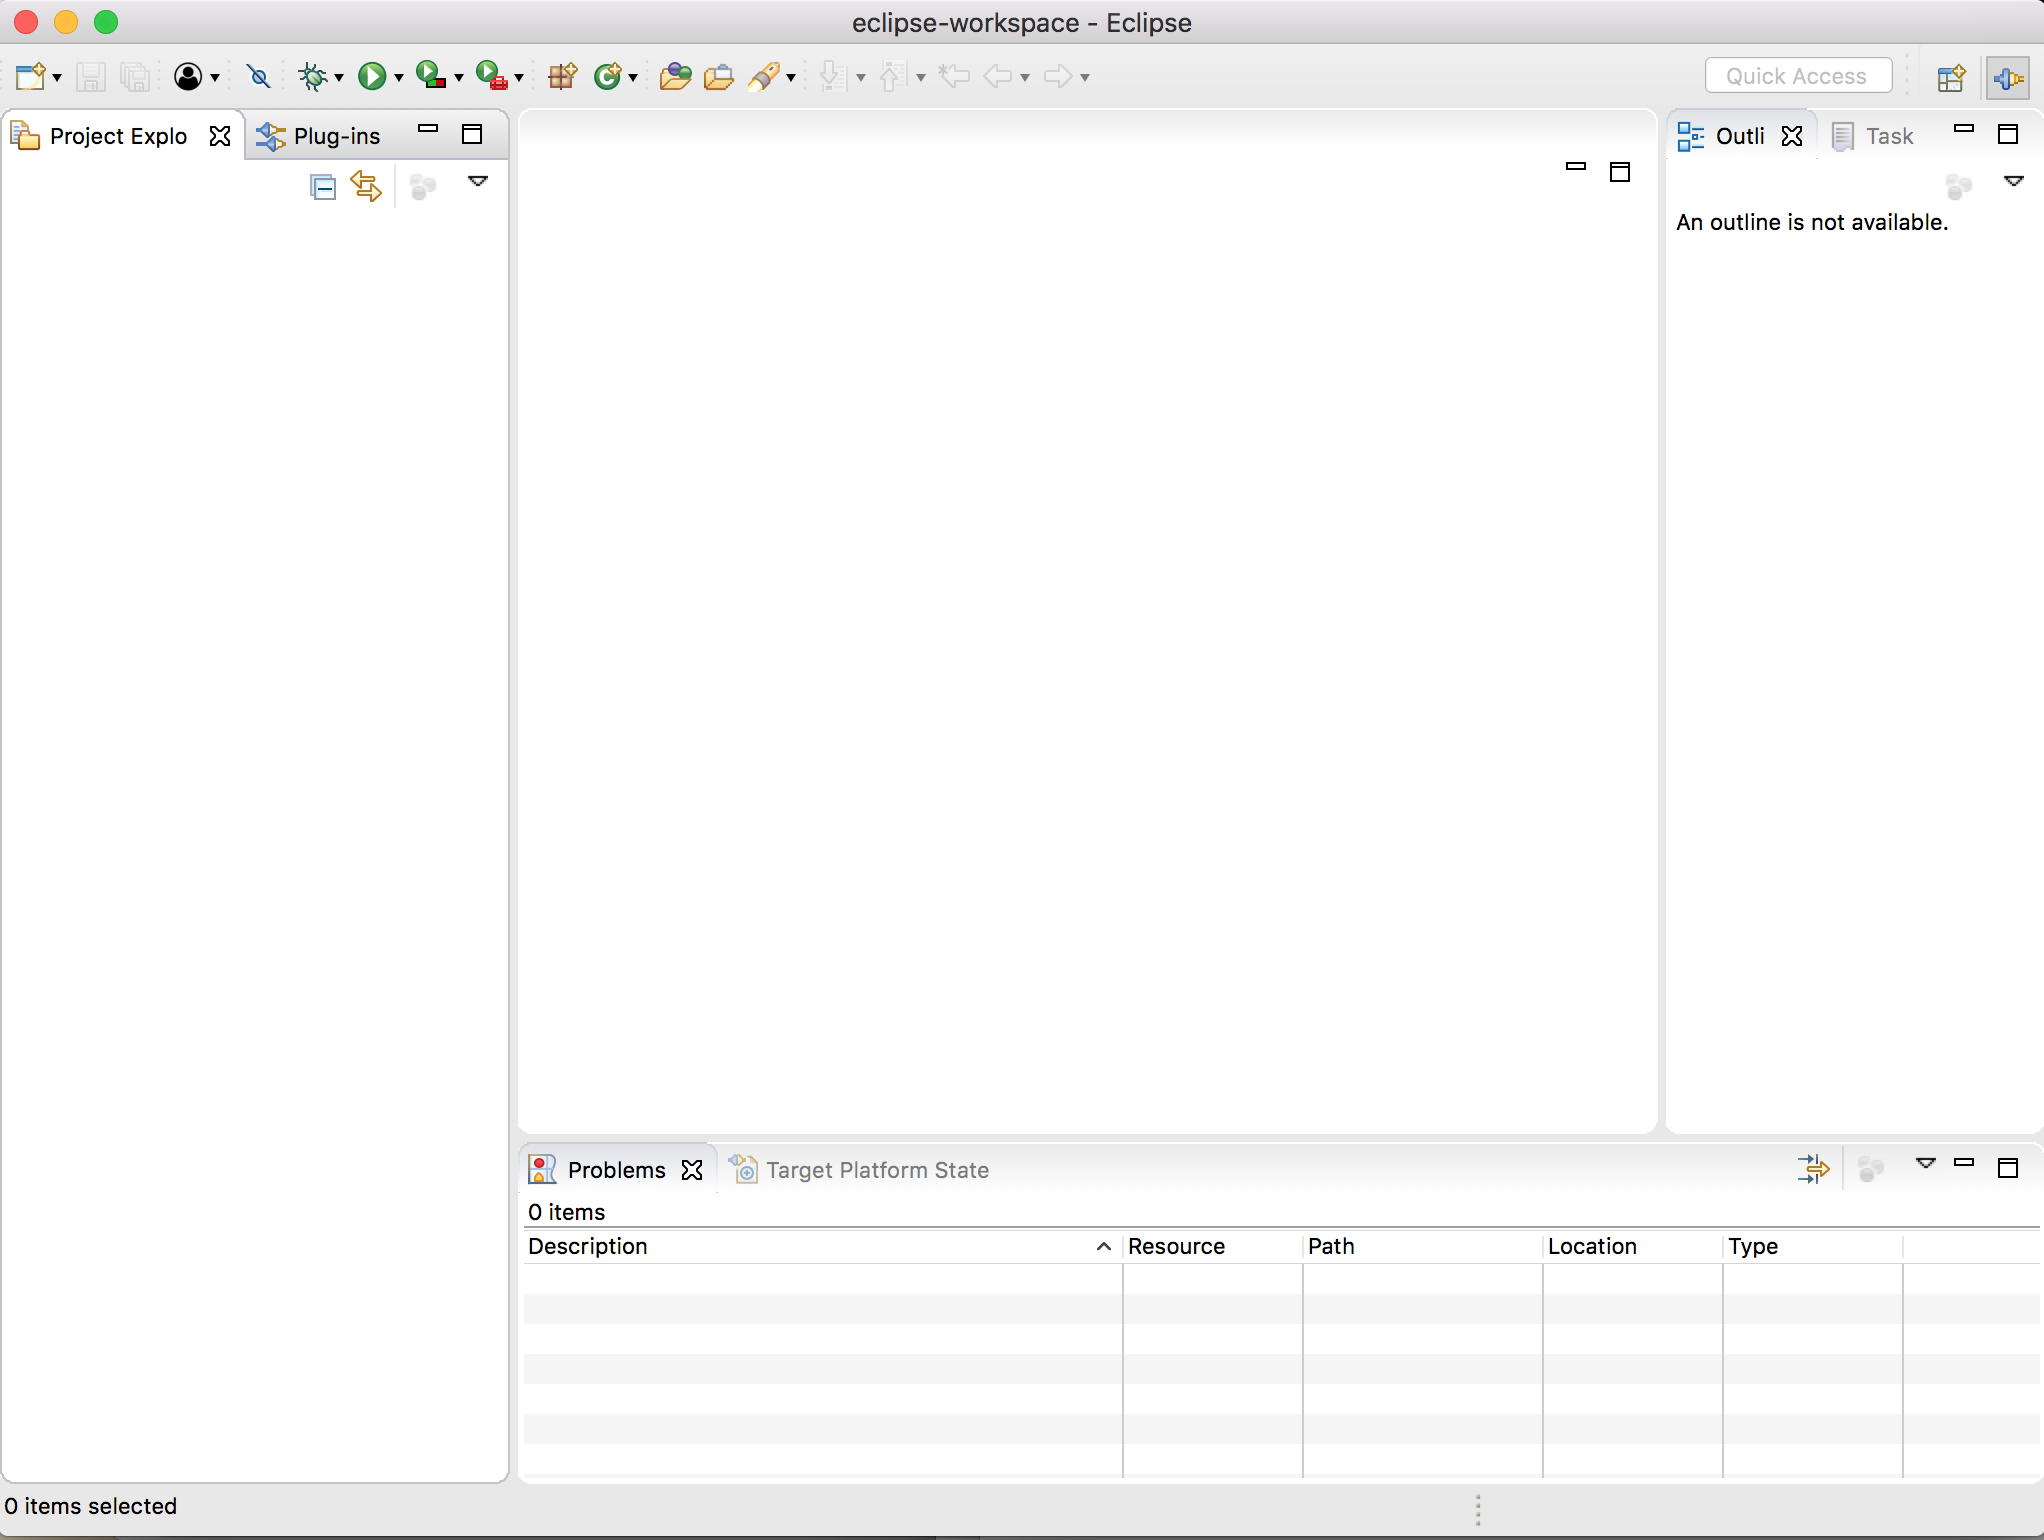 eclipse-workspace - Eclipse
Quick Access
Project Explo
Plug-ins
Outli
Task
An outline is not available.
Problems
Target Platform State
0 items
Description Resource Path Location Type
0 items selected